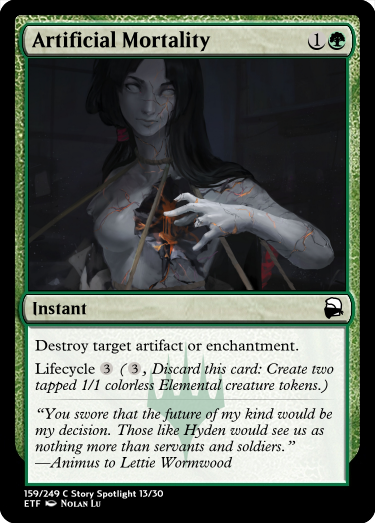 Artificial Mortality 1
Instant
Destroy target artifact or enchantment.
Lifecycle 3 (3, Discard this card: Create two
tapped 1/1 colorless Elemental creature tokens.)
“You swore that the future of my kind would be
my decision. Those like Hyden would see us as
nothing more than servants and soldiers.”
—Animus to Lettie Wormwood
159/249 C Story Spotlight 13/30
ETF Nolan Lu